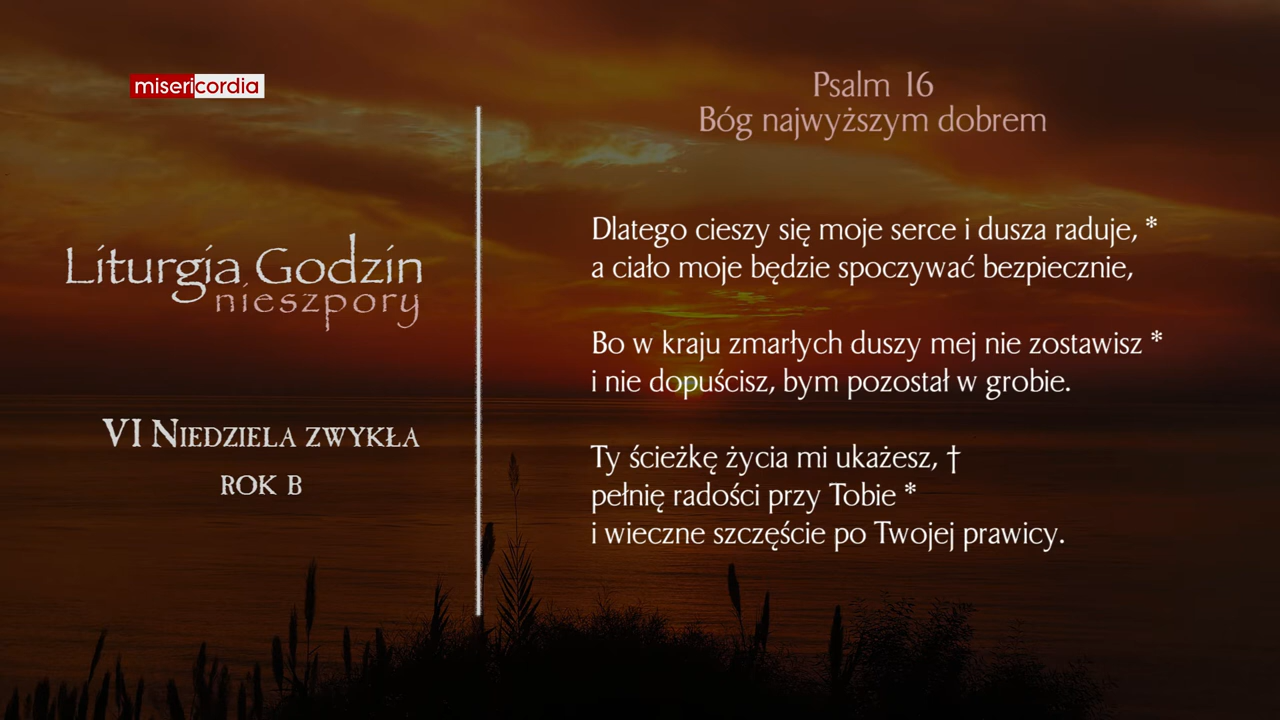 misericordia
Liturgia Godzin
nieszpory
VI Niedziela zwykła
rok B
Psalm 16
Bóg najwyższym dobrem
Dlatego cieszy się moje serce i dusza raduje, *
a ciało moje będzie spoczywać bezpiecznie,
Bo w kraju zmarłych duszy mej nie zostawisz *
i nie dopuścisz, bym pozostał w grobie.
Ty ścieżkę życia mi ukażesz, †
pełnię radości przy Tobie *
i wieczne szczęście po Twojej prawicy.